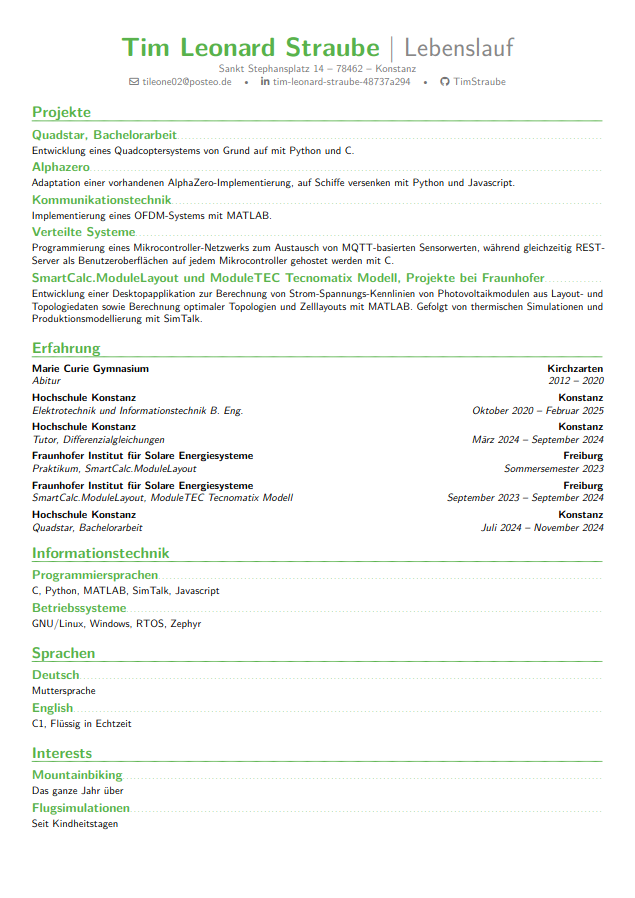 Tim Leonard Straube | Lebenslauf
Sankt Stephansplatz 14 – 78462 – Konstanz
tileone02@posteo.de • tim-leonard-straube-48737a294 • TimStraube
Projekte
Quadstar, Bachelorarbeit
Entwicklung eines Quadcoptersystems von Grund auf mit Python und C.
Alphazero
Adaptation einer vorhandenen AlphaZero-Implementierung, auf Schiffe versenken mit Python und Javascript.
Kommunikationstechnik
Implementierung eines OFDM-Systems mit MATLAB.
Verteilte Systeme
Programmierung eines Mikrocontroller-Netzwerks zum Austausch von MQTT-basierten Sensorwerten, während gleichzeitig REST-
Server als Benutzeroberflächen auf jedem Mikrocontroller gehostet werden mit C.
SmartCalc.ModuleLayout und ModuleTEC Tecnomatix Modell, Projekte bei Fraunhofer
Entwicklung einer Desktopapplikation zur Berechnung von Strom-Spannungs-Kennlinien von Photovoltaikmodulen aus Layout- und
Topologiedaten sowie Berechnung optimaler Topologien und Zelllayouts mit MATLAB. Gefolgt von thermischen Simulationen und
Produktionsmodellierung mit SimTalk.
Erfahrung
Marie Curie Gymnasium Kirchzarten
Abitur 2012 – 2020
Hochschule Konstanz Konstanz
Elektrotechnik und Informationstechnik B. Eng. Oktober 2020 – Februar 2025
Hochschule Konstanz Konstanz
Tutor, Differenzialgleichungen März 2024 – September 2024
Fraunhofer Institut für Solare Energiesysteme Freiburg
Praktikum, SmartCalc.ModuleLayout Sommersemester 2023
Fraunhofer Institut für Solare Energiesysteme Freiburg
SmartCalc.ModuleLayout, ModuleTEC Tecnomatix Modell September 2023 – September 2024
Hochschule Konstanz Konstanz
Quadstar, Bachelorarbeit Juli 2024 – November 2024
Informationstechnik
Programmiersprachen
C, Python, MATLAB, SimTalk, Javascript
Betriebssysteme
GNU/Linux, Windows, RTOS, Zephyr
Sprachen
Deutsch
Muttersprache
English
C1, Flüssig in Echtzeit
Interests
Mountainbiking
Das ganze Jahr über
Flugsimulationen
Seit Kindheitstagen